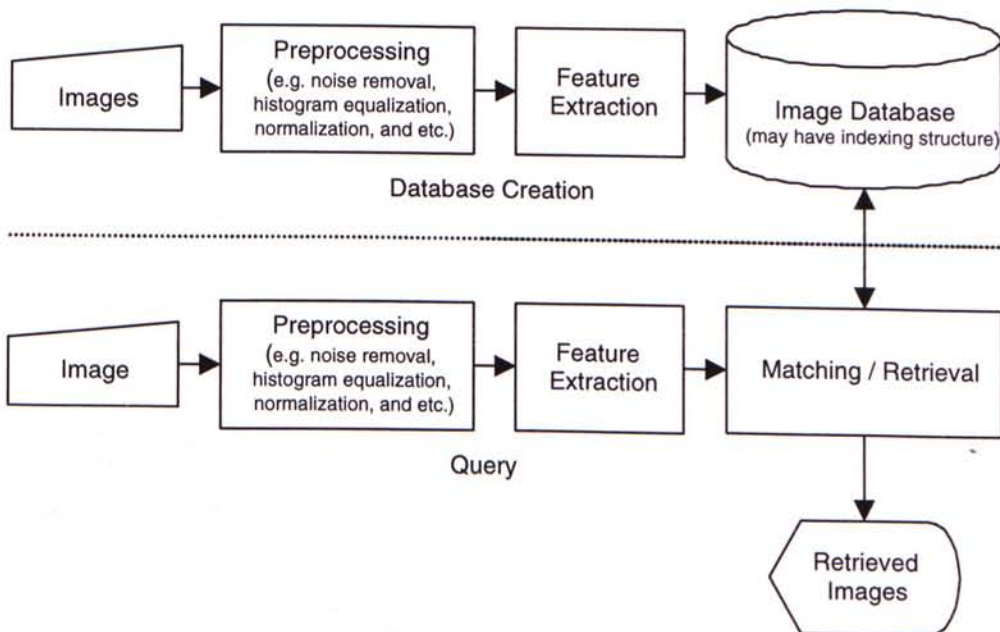 Images
Preprocessing
(e.g. noise removal,
histogram equalization,
normalization, and etc.)
Feature
Extraction
Image Database
(may have indexing structure)
Database Creation
Image
Preprocessing
(e.g. noise removal,
histogram equalization,
normalization, and etc.)
Feature
Extraction
Matching / Retrieval
Query
Retrieved
Images